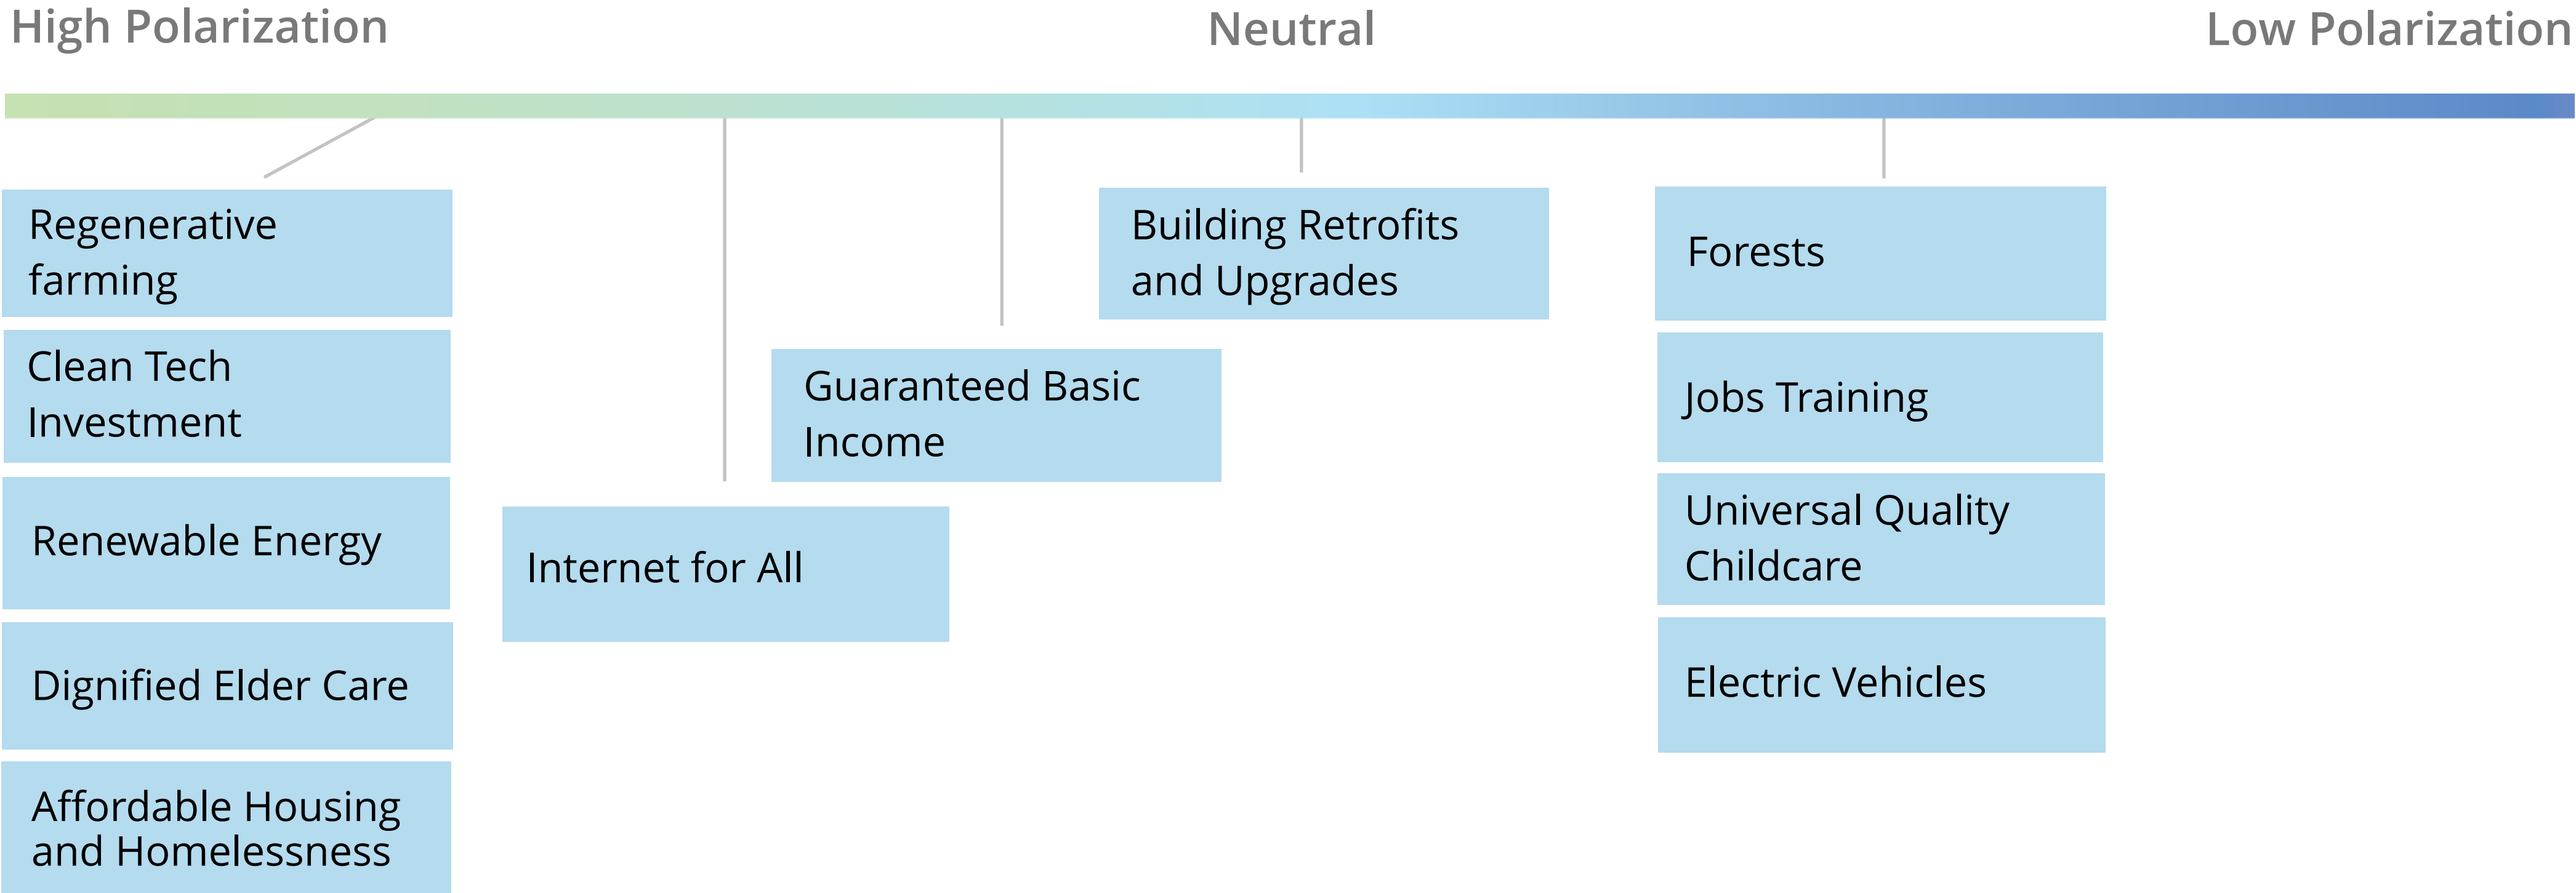 High Polarization
Neutral
Low Polarization
Regenerative
farming
Clean Tech
Investment
Renewable Energy
Dignified Elder Care
Affordable Housing
and Homelessness
Internet for All
Guaranteed Basic
Income
Building Retrofits
and Upgrades
Forests
Jobs Training
Universal Quality
Childcare
Electric Vehicles